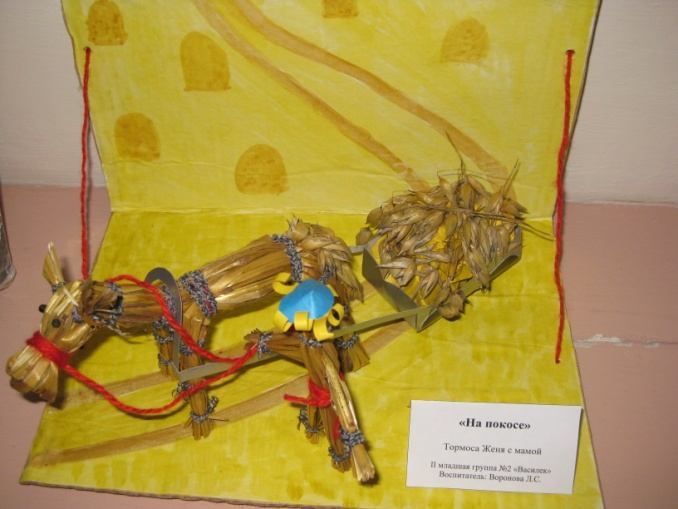 «На покосе»
Тормоса Женя с мамой
II младшая группа №2 «Василек»
Воспитатель: Воронова Л.С.